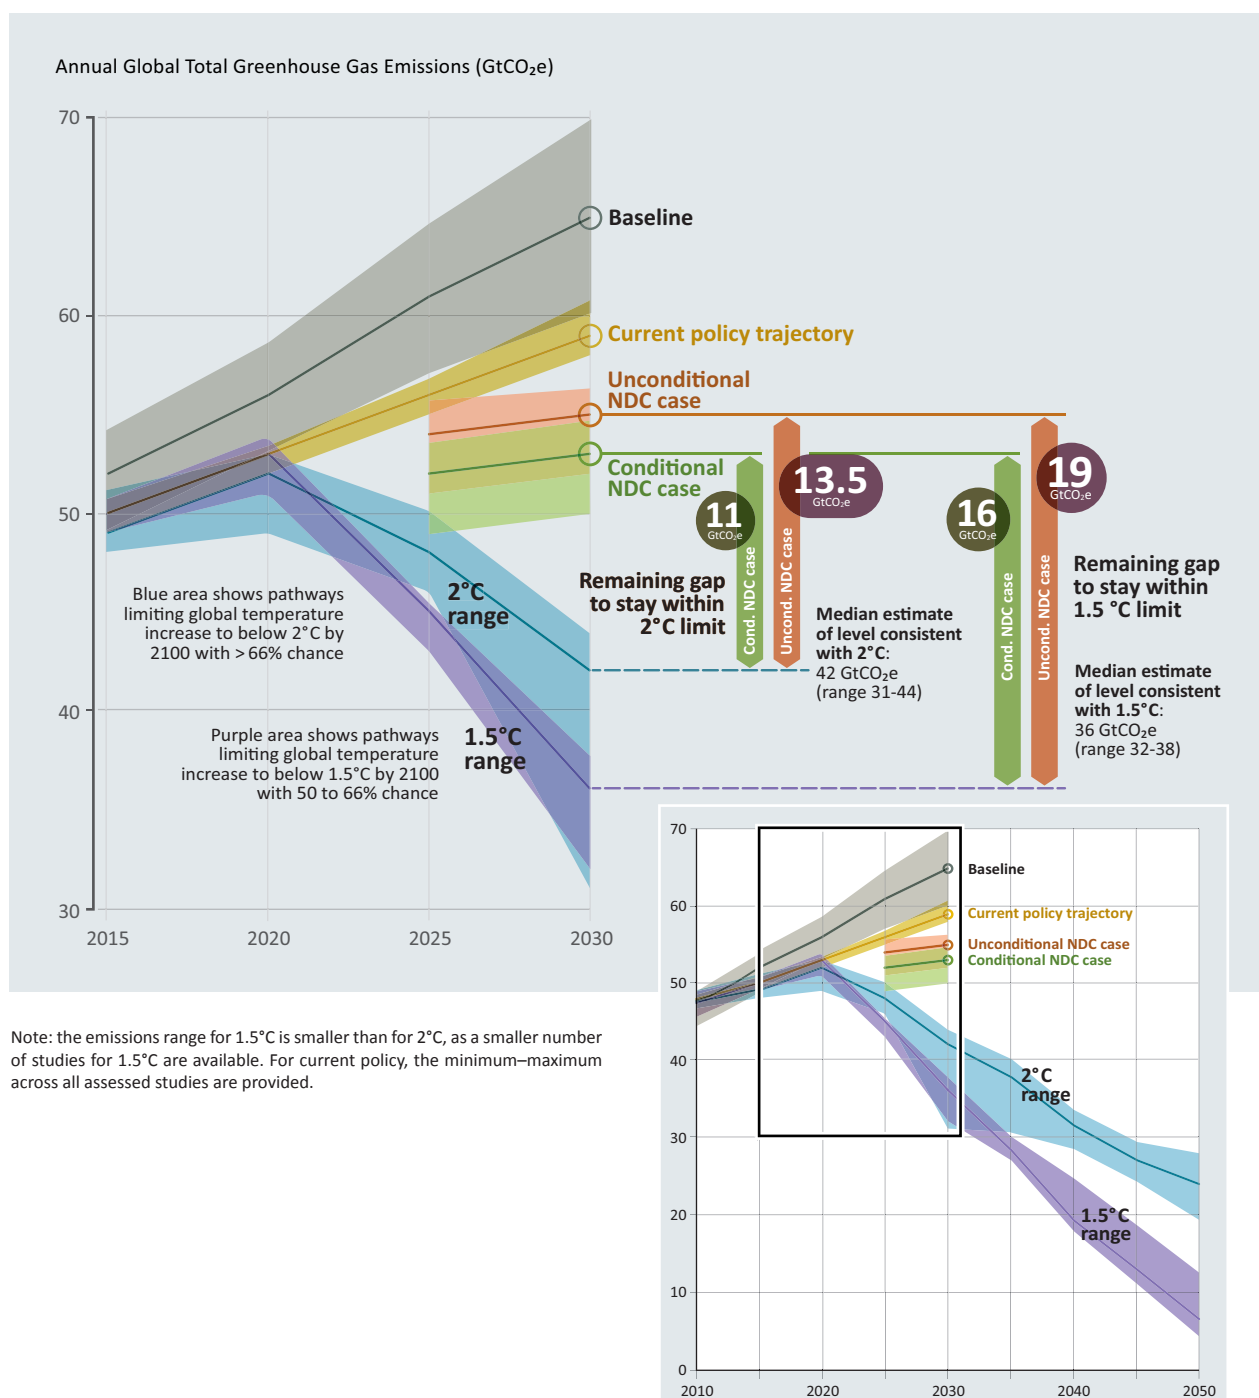 Annual Global Total Greenhouse Gas Emissions (GtCO₂e)
70
60
50
40
30
2015
2020
2025
2030
Baseline
Current policy trajectory
Unconditional
NDC case
Conditional
NDC case
2°C
range
1.5°C
range
Blue area shows pathways
limiting global temperature
increase to below 2°C by
2100 with > 66% chance
Purple area shows pathways
limiting global temperature
increase to below 1.5°C by 2100
with 50 to 66% chance
11
GtCO₂e
13.5
GtCO₂e
16
GtCO₂e
19
GtCO₂e
Cond. NDC case
Uncond. NDC case
Cond. NDC case
Uncond. NDC case
Remaining gap
to stay within
2°C limit
Median estimate
of level consistent
with 2°C:
42 GtCO₂e
(range 31-44)
Remaining gap
to stay within
1.5 °C limit
Median estimate
of level consistent
with 1.5°C:
36 GtCO₂e
(range 32-38)
70
60
50
40
30
20
10
0
2010
2020
2030
2040
2050
Baseline
Current policy trajectory
Unconditional NDC case
Conditional NDC case
2°C
range
1.5°C
range
Note: the emissions range for 1.5°C is smaller than for 2°C, as a smaller number
of studies for 1.5°C are available. For current policy, the minimum–maximum
across all assessed studies are provided.